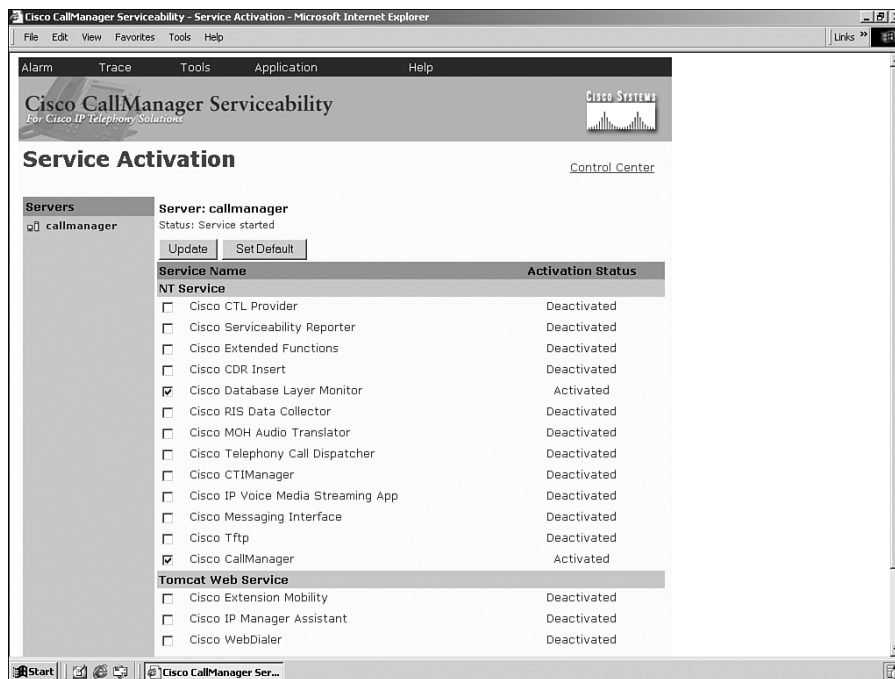 Cisco CallManager Serviceability - Service Activation - Microsoft Internet Explorer
File Edit View Favorites Tools Help Links »
Alarm Trace Tools Application Help
Cisco CallManager Serviceability
For Cisco IP Telephony Solutions
CISCO SYSTEMS
Service Activation
Control Center
Servers
callmanager
Server: callmanager
Status: Service started
Update Set Default
Service Name Activation Status
NT Service
Cisco CTL Provider Deactivated
Cisco Serviceability Reporter Deactivated
Cisco Extended Functions Deactivated
Cisco CDR Insert Deactivated
Cisco Database Layer Monitor Activated
Cisco RIS Data Collector Deactivated
Cisco MOH Audio Translator Deactivated
Cisco Telephony Call Dispatcher Deactivated
Cisco CTIManager Deactivated
Cisco IP Voice Media Streaming App Deactivated
Cisco Messaging Interface Deactivated
Cisco Tftp Deactivated
Cisco CallManager Activated
Tomcat Web Service
Cisco Extension Mobility Deactivated
Cisco IP Manager Assistant Deactivated
Cisco WebDialer Deactivated
Start Cisco CallManager Ser...